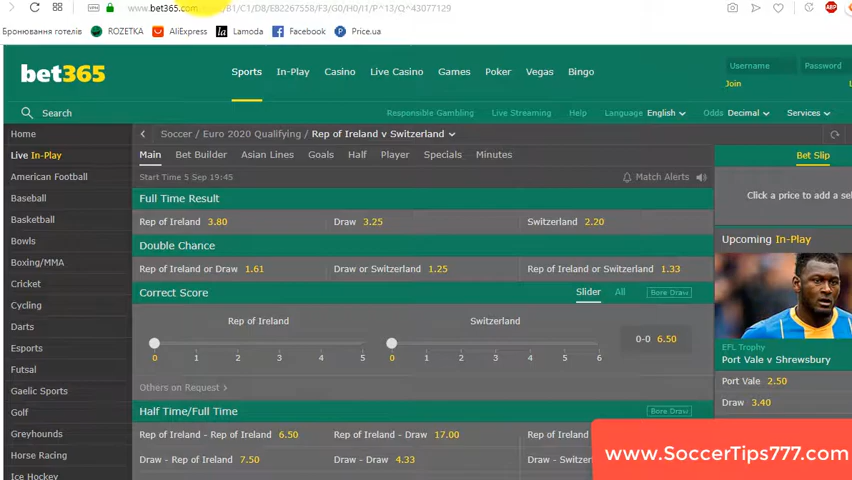 www.bet365.com /B1/C1/D8/E82267558/F3/G0/H0/I1/P^13/Q^43077129
VPN
ABP
Бронювання готелів ROZETKA AliExpress la Lamoda Facebook P Price.ua
bet365
Sports In-Play Casino Live Casino Games Poker Vegas Bingo
Username Password
Join
Search
Responsible Gambling Live Streaming Help Language English Odds Decimal Services
Home
Live In-Play
American Football
Baseball
Basketball
Bowls
Boxing/MMA
Cricket
Cycling
Darts
Esports
Futsal
Gaelic Sports
Golf
Greyhounds
Horse Racing
Ice Hockey
Soccer / Euro 2020 Qualifying / Rep of Ireland v Switzerland
Main Bet Builder Asian Lines Goals Half Player Specials Minutes
Start Time 5 Sep 19:45 Match Alerts
Full Time Result
Rep of Ireland 3.80 Draw 3.25 Switzerland 2.20
Double Chance
Rep of Ireland or Draw 1.61 Draw or Switzerland 1.25 Rep of Ireland or Switzerland 1.33
Correct Score Slider All Bore Draw
Rep of Ireland Switzerland
0 1 2 3 4 5 0 1 2 3 4 5 6
0-0 6.50
Others on Request
Half Time/Full Time Bore Draw
Rep of Ireland - Rep of Ireland 6.50 Rep of Ireland - Draw 17.00 Rep of Ireland
Draw - Rep of Ireland 7.50 Draw - Draw 4.33 Draw - Switzer
Bet Slip
Click a price to add a sel
Upcoming In-Play
EFL Trophy
Port Vale v Shrewsbury
Port Vale 2.50
Draw 3.40
www.SoccerTips777.com